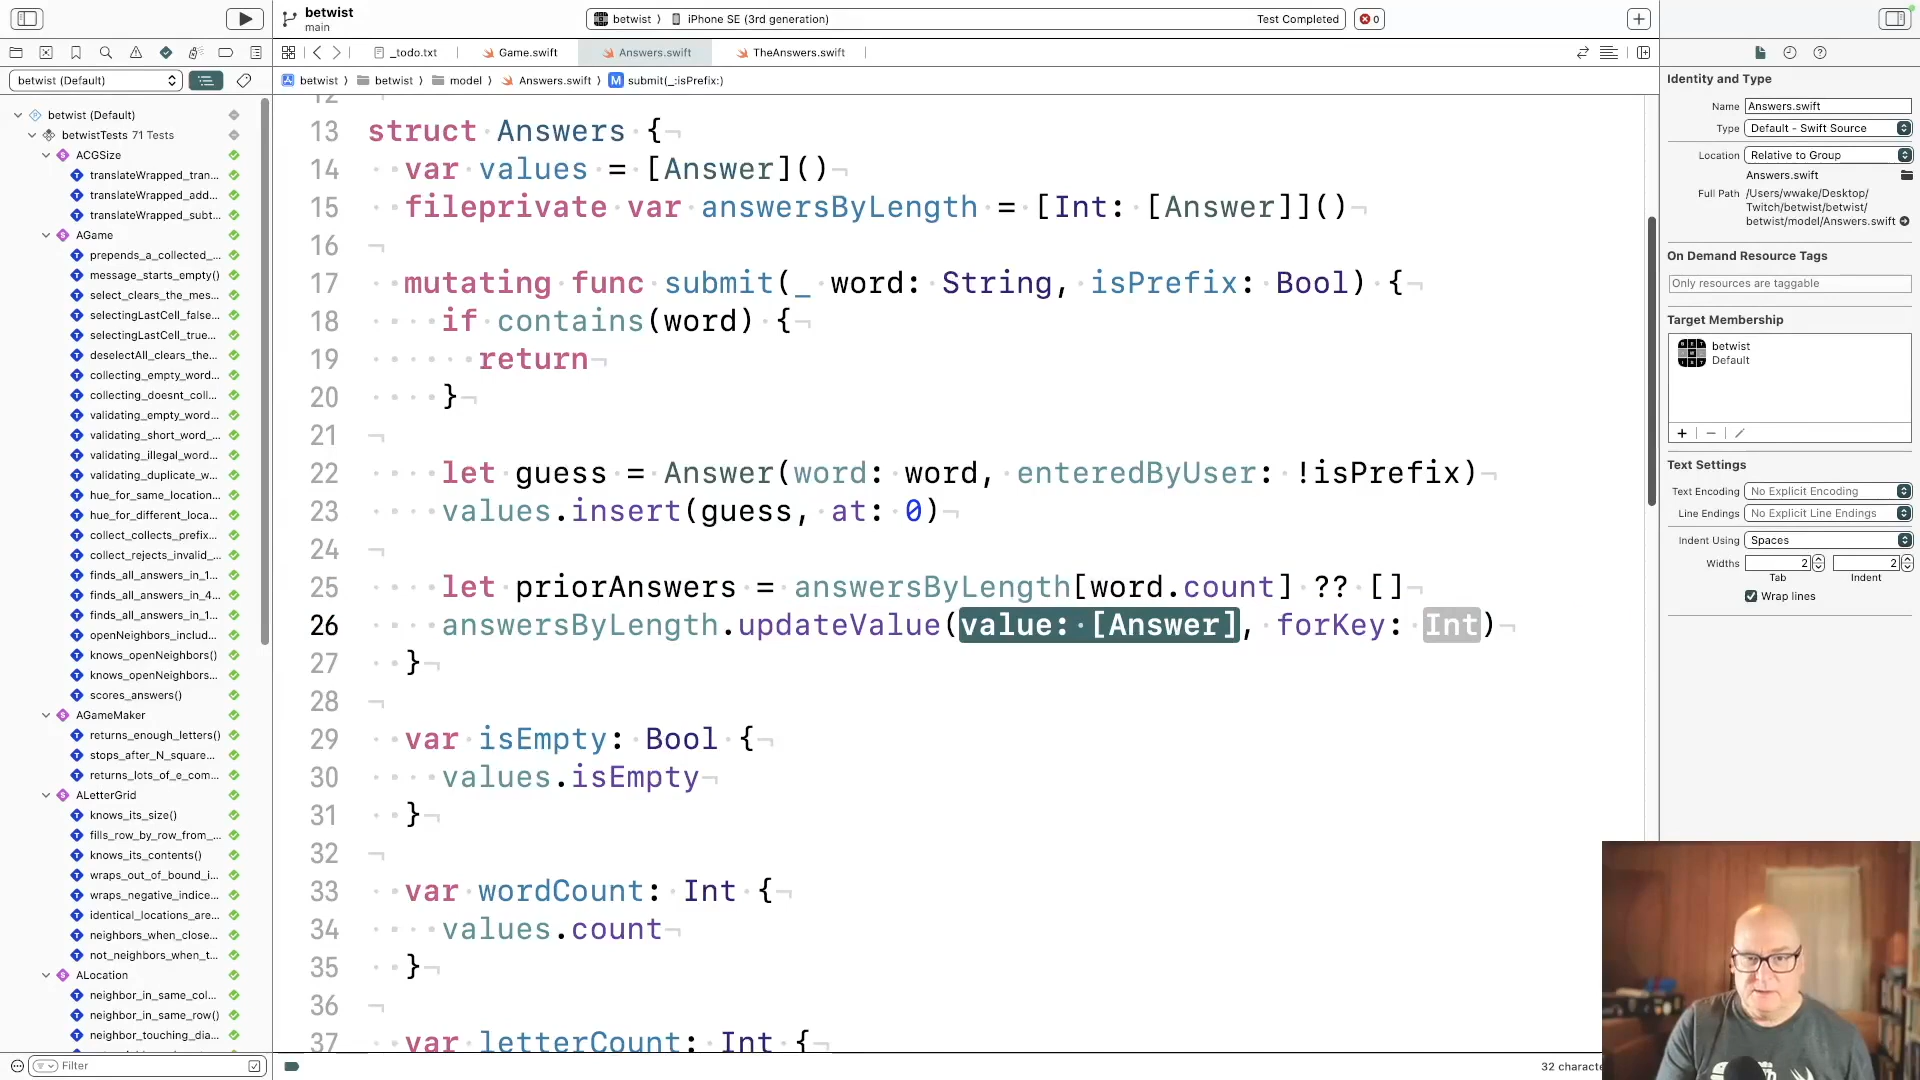 betwist
main
betwist 〉 iPhone SE (3rd generation)
Test Completed
0
_todo.txt
Game.swift
Answers.swift
TheAnswers.swift
betwist (Default)
betwist 〉 betwist 〉 model 〉 Answers.swift 〉 M submit(_:isPrefix:)
betwist (Default)
betwistTests 71 Tests
ACGSize
translateWrapped_tran...
translateWrapped_add...
translateWrapped_subt...
AGame
prepends_a_collected_...
message_starts_empty()
select_clears_the_mes...
selectingLastCell_false...
selectingLastCell_true...
deselectAll_clears_the...
collecting_empty_word...
collecting_doesnt_coll...
validating_empty_word...
validating_short_word_...
validating_illegal_word...
validating_duplicate_w...
hue_for_same_location...
hue_for_different_loca...
collect_collects_prefix...
collect_rejects_invalid_...
finds_all_answers_in_1...
finds_all_answers_in_4...
finds_all_answers_in_1...
openNeighbors_includ...
knows_openNeighbors()
knows_openNeighbors...
scores_answers()
AGameMaker
returns_enough_letters()
stops_after_N_square...
returns_lots_of_e_com...
ALetterGrid
knows_its_size()
fills_row_by_row_from_...
knows_its_contents()
wraps_out_of_bound_i...
wraps_negative_indice...
identical_locations_are...
neighbors_when_close...
not_neighbors_when_t...
ALocation
neighbor_in_same_col...
neighbor_in_same_row()
neighbor_touching_dia...
Filter
12
13 struct Answers {
14 var values = [Answer]()
15 fileprivate var answersByLength = [Int: [Answer]]()
16
17 mutating func submit(_ word: String, isPrefix: Bool) {
18 if contains(word) {
19 return
20 }
21
22 let guess = Answer(word: word, enteredByUser: !isPrefix)
23 values.insert(guess, at: 0)
24
25 let priorAnswers = answersByLength[word.count] ?? []
26 answersByLength.updateValue(value: [Answer], forKey: Int)
27 }
28
29 var isEmpty: Bool {
30 values.isEmpty
31 }
32
33 var wordCount: Int {
34 values.count
35 }
36
37 var letterCount: Int {
32 characte
Identity and Type
Name Answers.swift
Type Default - Swift Source
Location Relative to Group
Answers.swift
Full Path /Users/wwake/Desktop/
Twitch/betwist/betwist/
betwist/model/Answers.swift
On Demand Resource Tags
Only resources are taggable
Target Membership
betwist
Default
Text Settings
Text Encoding No Explicit Encoding
Line Endings No Explicit Line Endings
Indent Using Spaces
Widths 2 2
Tab Indent
Wrap lines